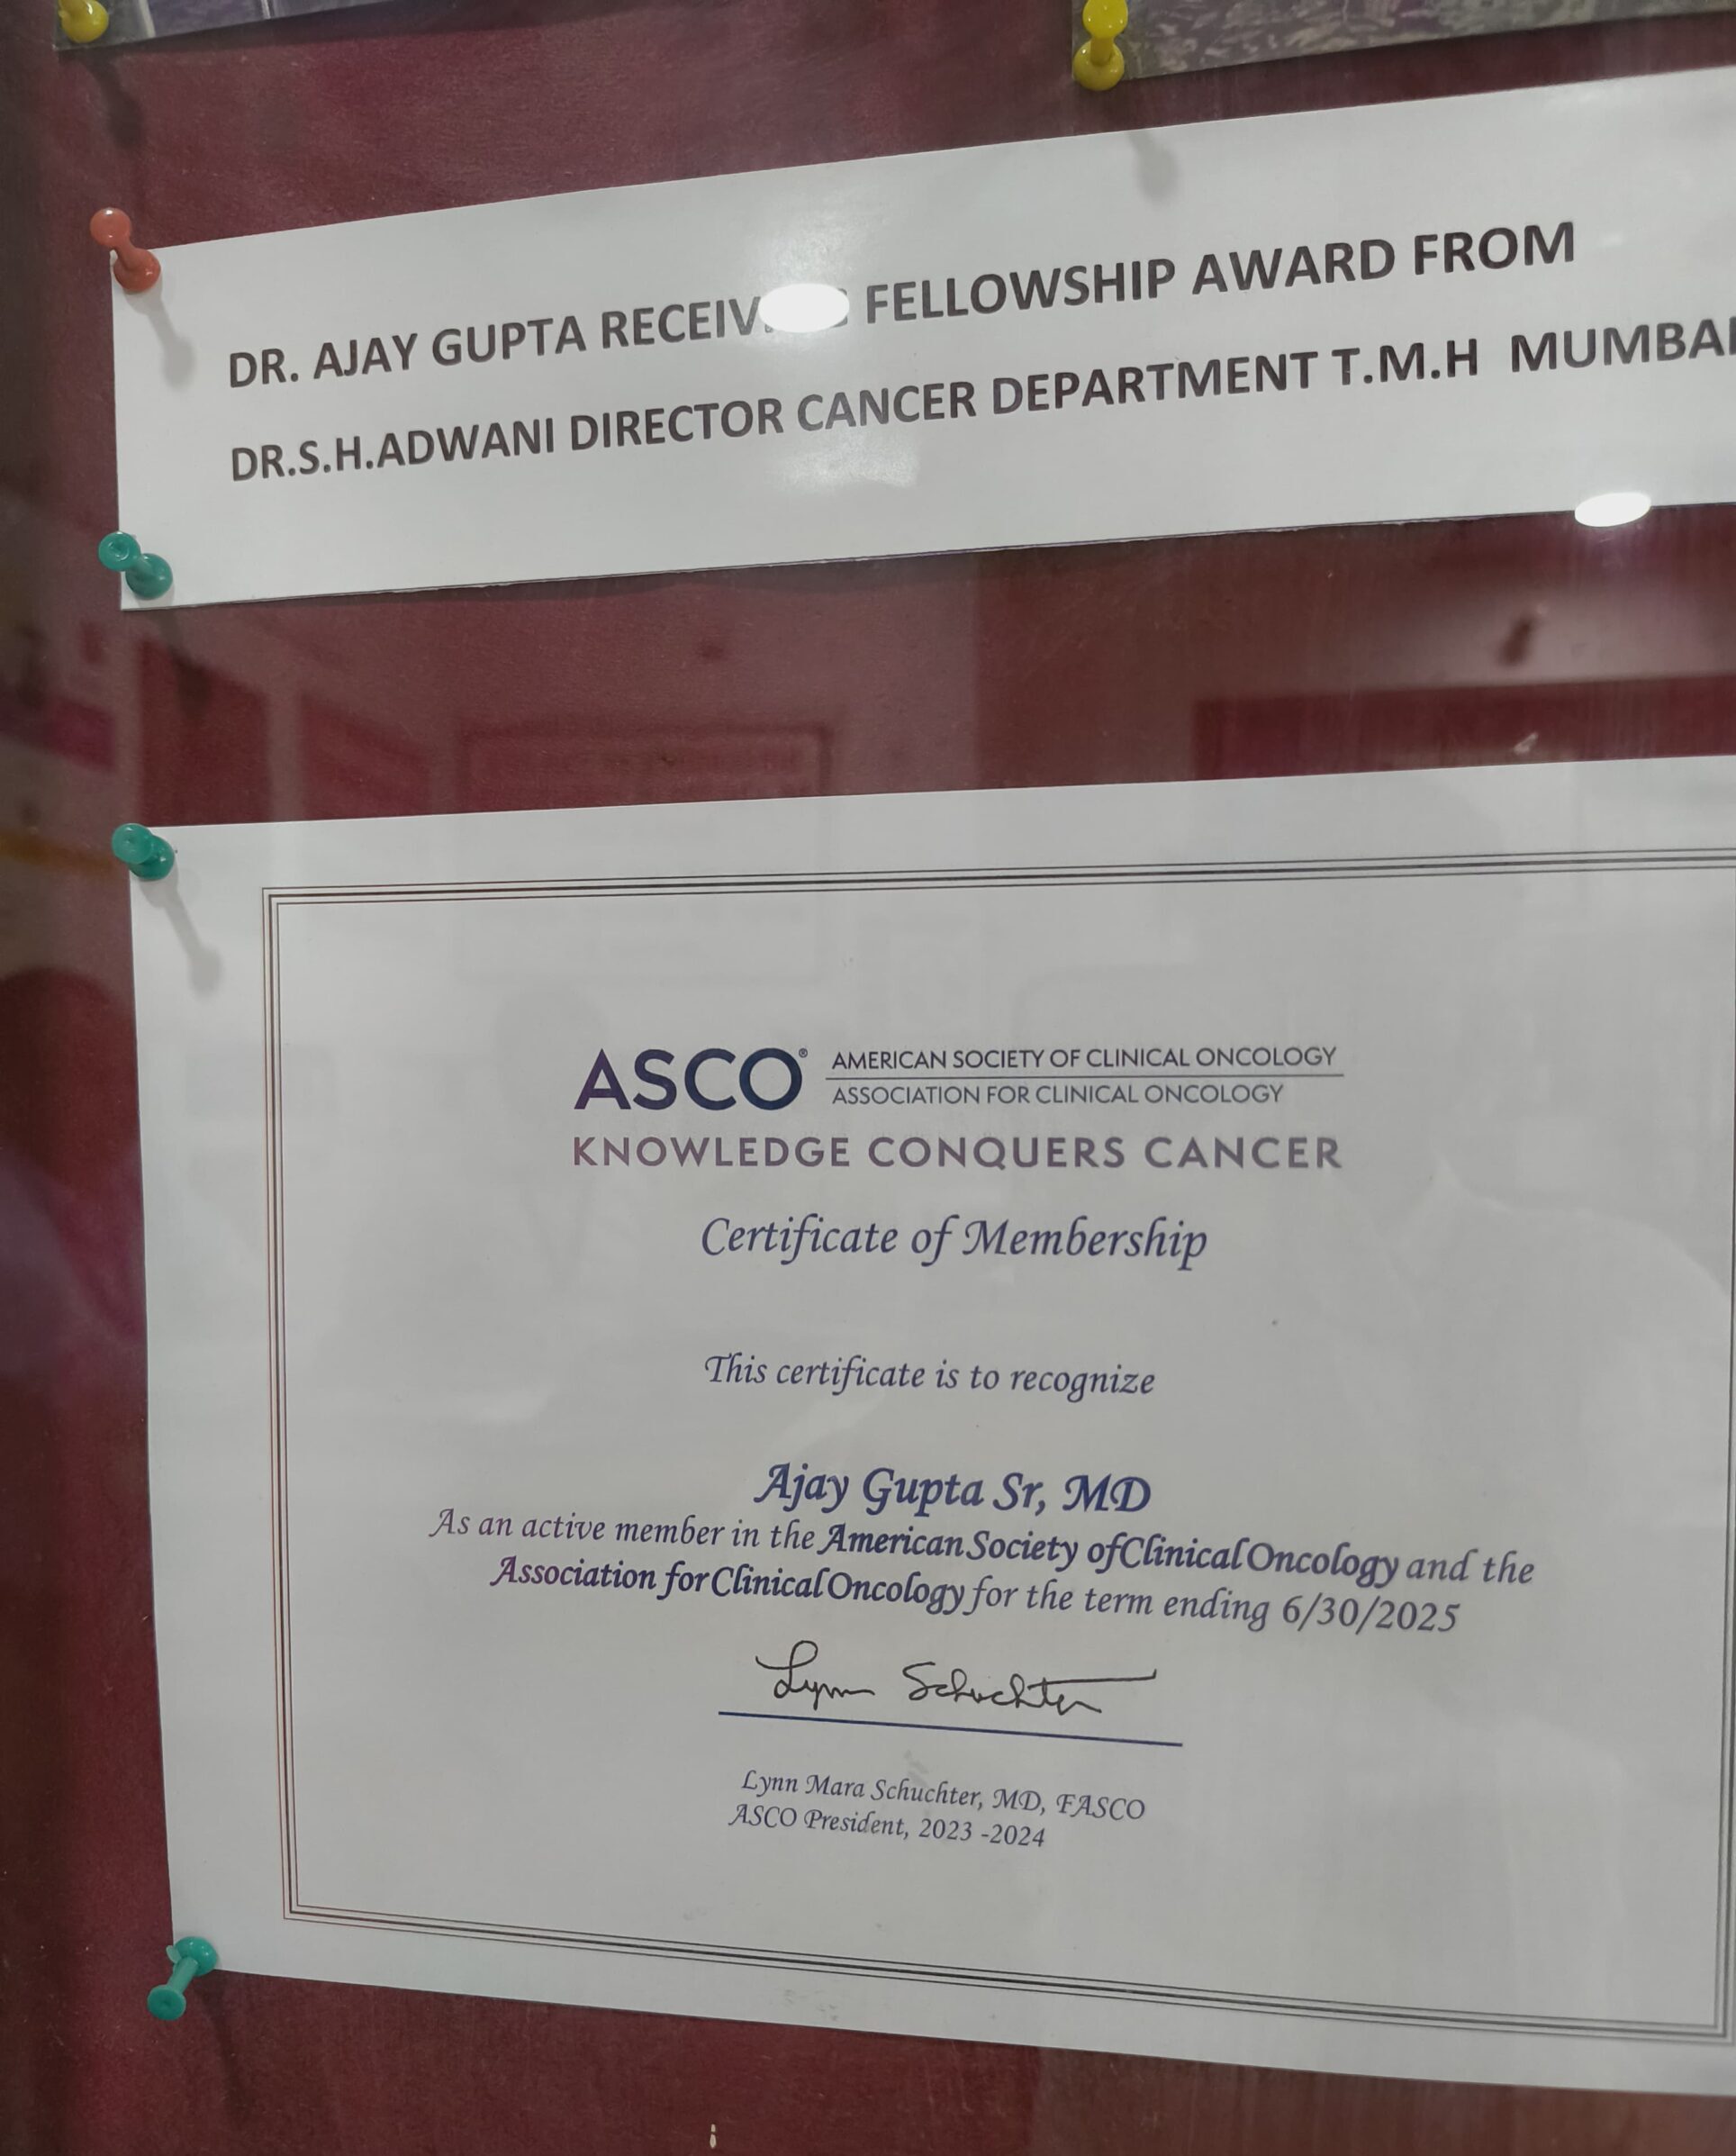 DR. AJAY GUPTA FELLOWSHIP AWARD FROM
DR.S.H.ADWANI DIRECTOR CANCER DEPARTMENT T.M.H MUMBAI
ASCO® AMERICAN SOCIETY OF CLINICAL ONCOLOGY
ASSOCIATION FOR CLINICAL ONCOLOGY
KNOWLEDGE CONQUERS CANCER
Certificate of Membership
This certificate is to recognize
Ajay Gupta Sr, MD
As an active member in the American Society of Clinical Oncology and the
Association for Clinical Oncology for the term ending 6/30/2025
Lynn Schuchter
Lynn Mara Schuchter, MD, FASCO
ASCO President, 2023 -2024